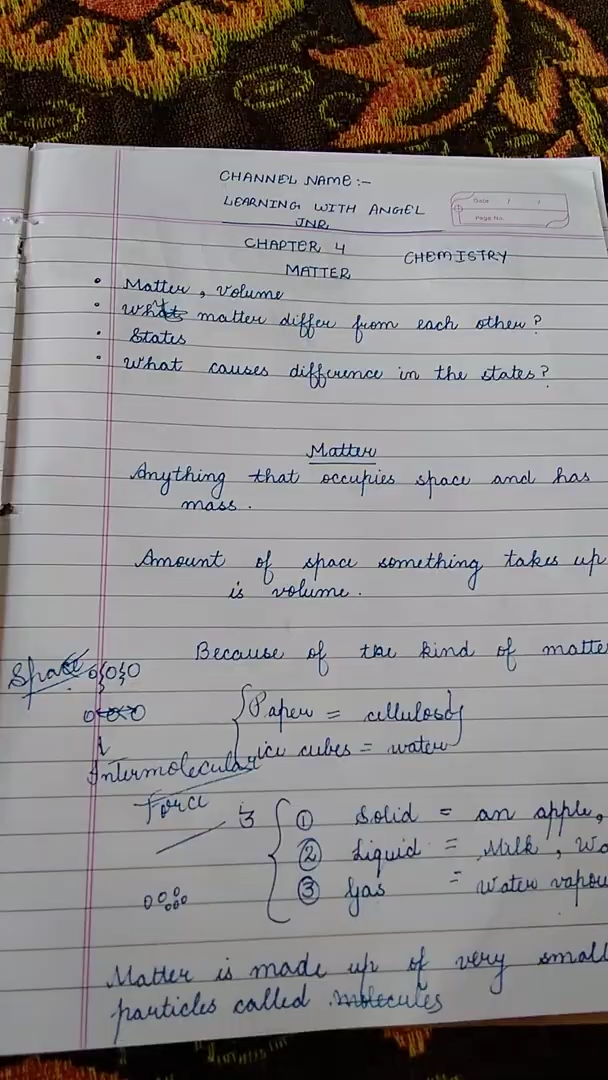 CHANNEL NAME :-
LEARNING WITH ANGEL
JNR
Date / /
Page No.
CHAPTER 4 CHEMISTRY
MATTER
• Matter, volume
• What matter differ from each other?
• States
• What causes difference in the states?
Matter
Anything that occupies space and has
mass.
Amount of space something takes up
is volume.
Because of the kind of matter
Space
Paper = cellulose
ice cubes = water
Intermolecular
Force
3
① Solid = an apple,
② Liquid = Milk,
③ Gas = Water vapou
Matter is made up of very small
particles called molecules